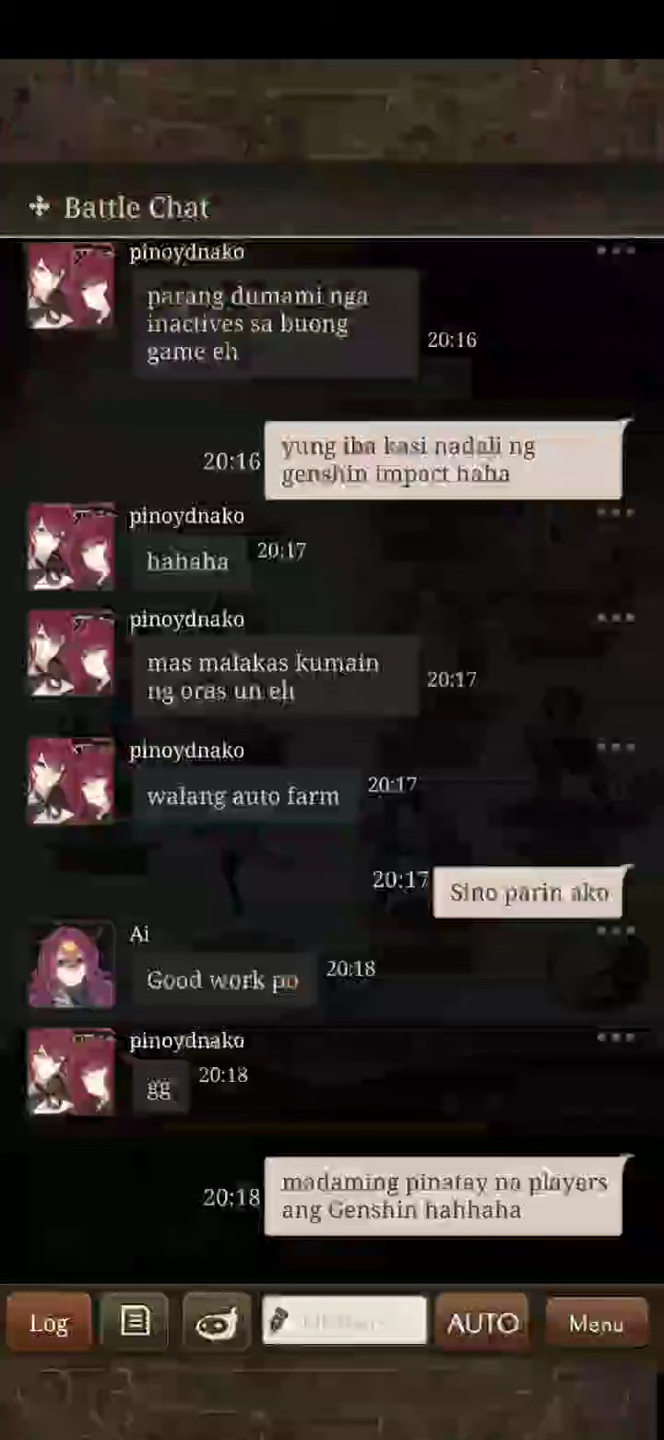 Battle Chat
pinoydnako
parang dumami nga
inactives sa buong
game eh
20:16
yung iba kasi nadali ng
genshin impact haha
20:16
pinoydnako
hahaha
20:17
pinoydnako
mas malakas kumain
ng oras un eh
20:17
pinoydnako
walang auto farm
20:17
20:17
Sino parin ako
Ai
Good work po
20:18
pinoydnako
gg
20:18
madaming pinatay na players
ang Genshin hahhaha
20:18
Log
AUTO
Menu